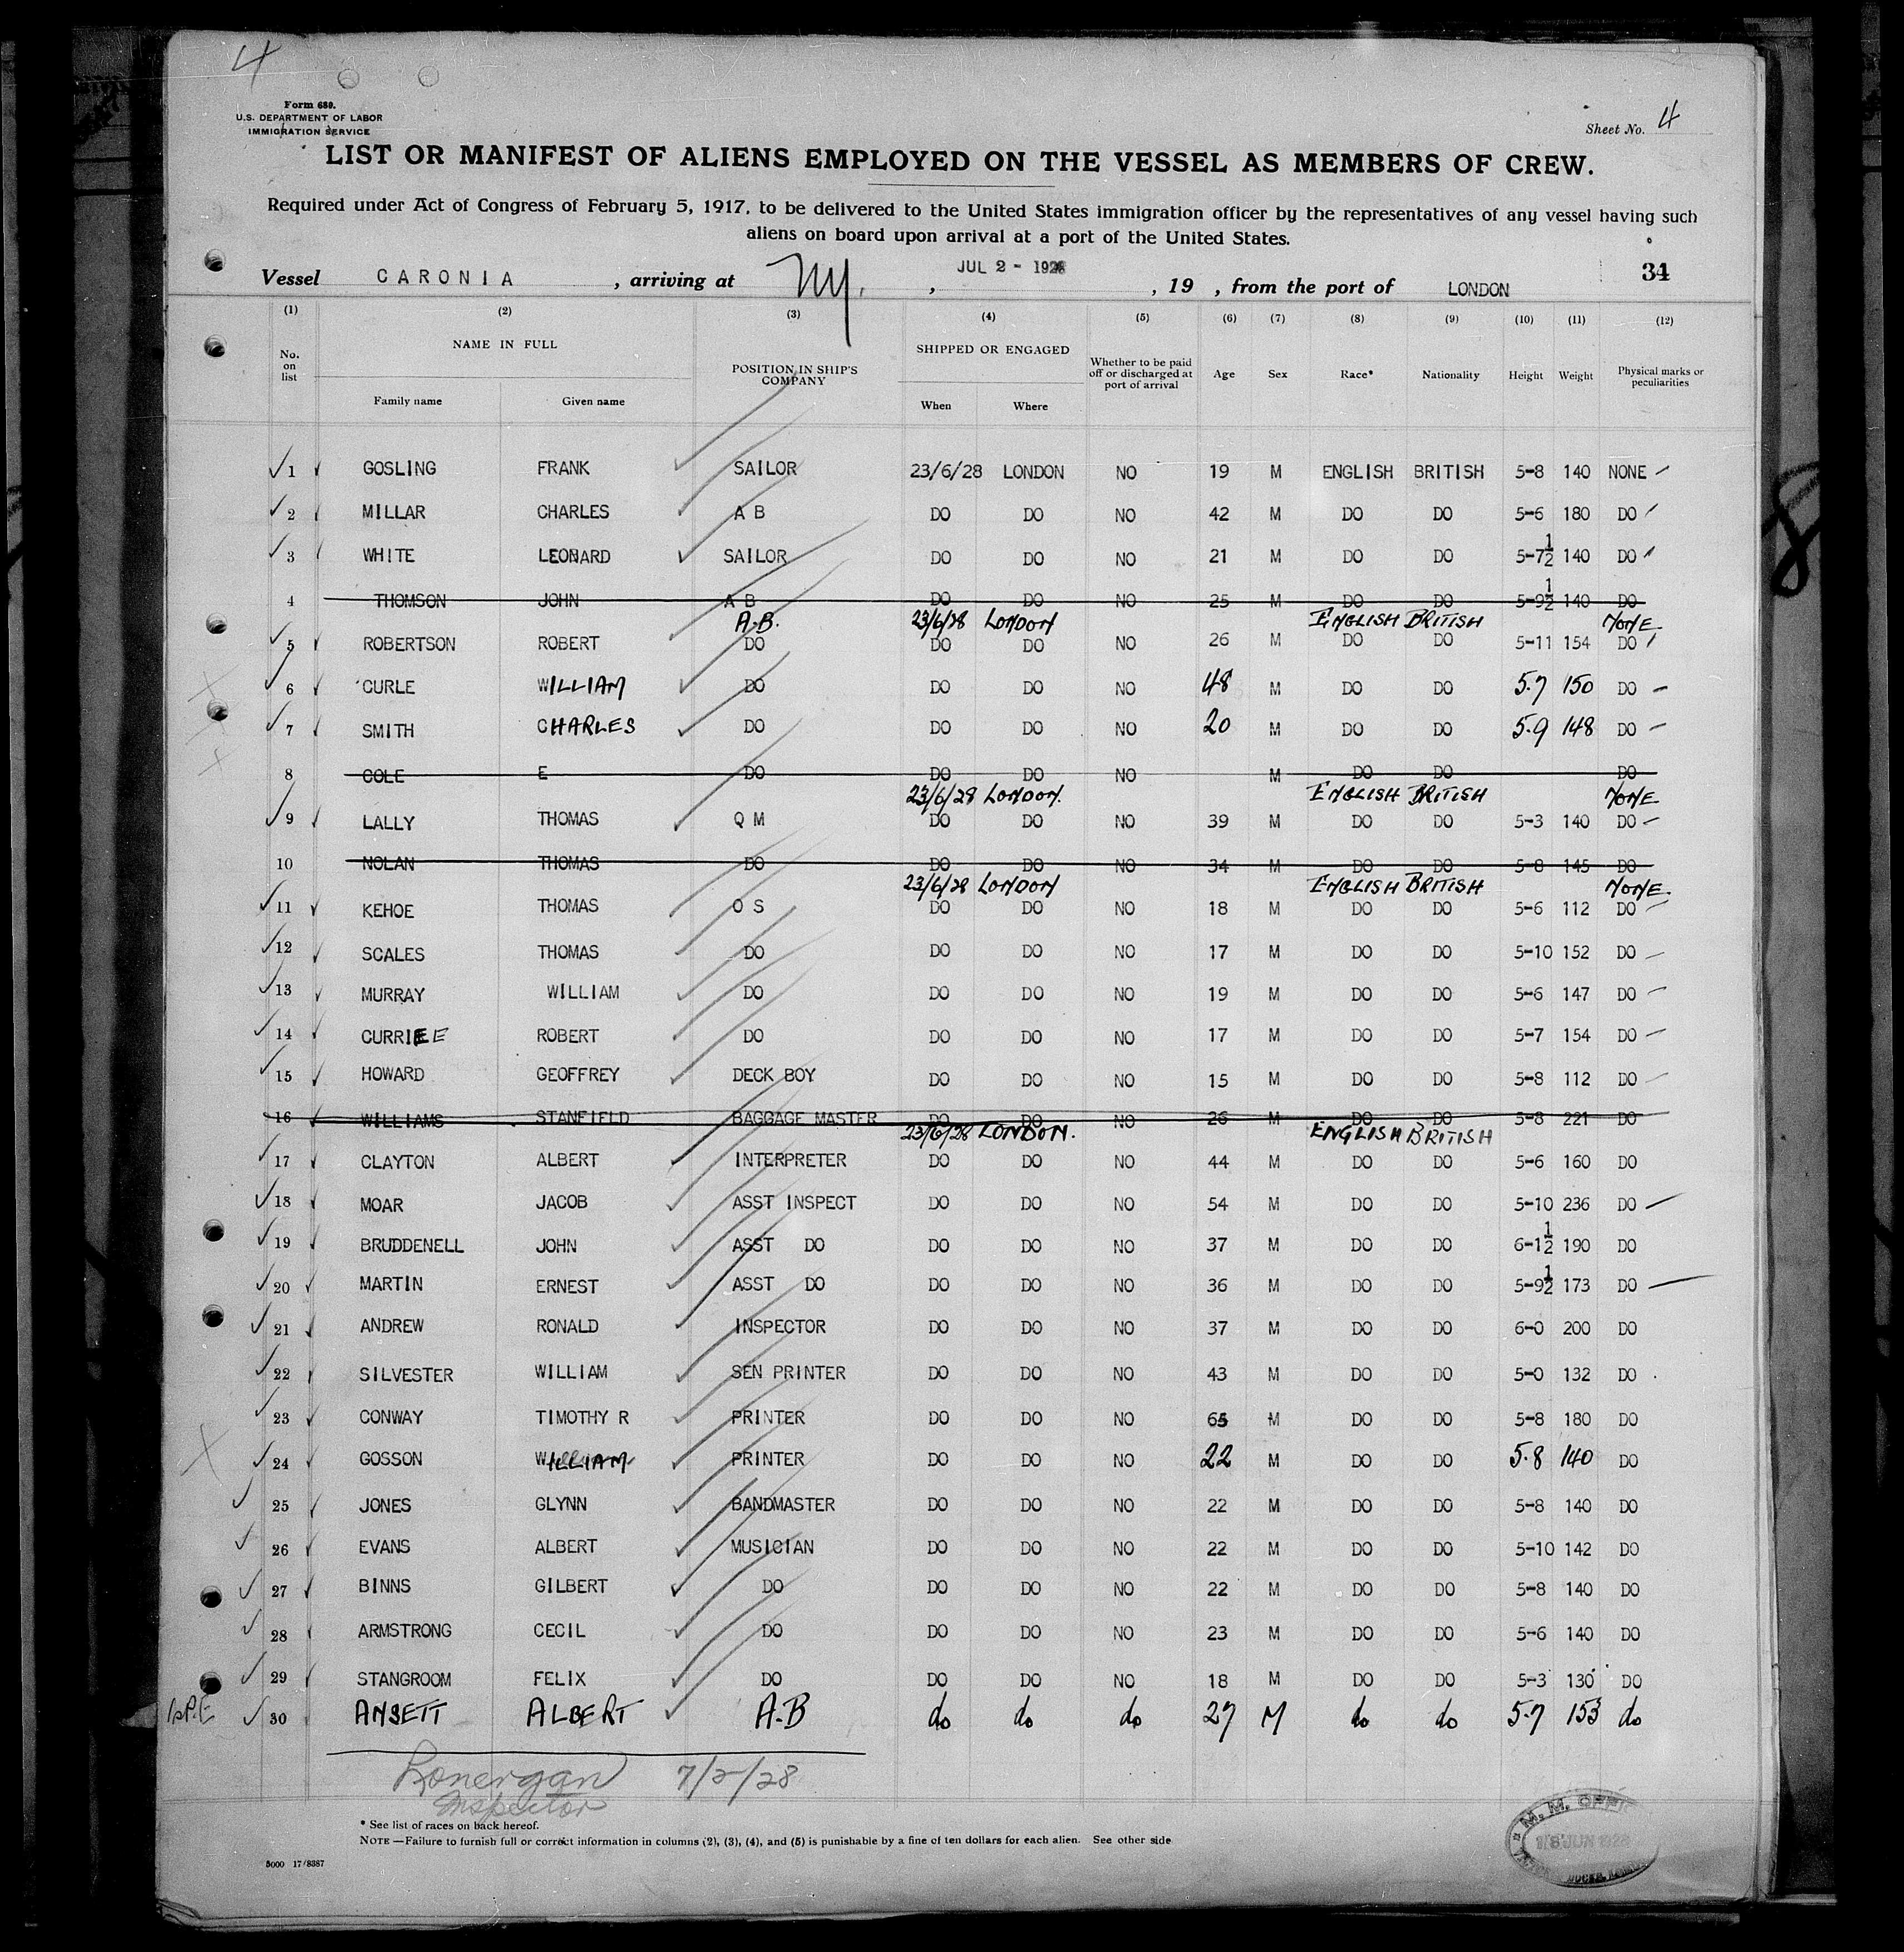 4
Form 689.
U.S. DEPARTMENT OF LABOR
IMMIGRATION SERVICE
Sheet No. 4
LIST OR MANIFEST OF ALIENS EMPLOYED ON THE VESSEL AS MEMBERS OF CREW.
Required under Act of Congress of February 5, 1917, to be delivered to the United States immigration officer by the representatives of any vessel having such
aliens on board upon arrival at a port of the United States.
Vessel CARONIA , arriving at NY. , JUL 2 - 1928 , 19 , from the port of LONDON 34
(1) (2) (3) (4) (5) (6) (7) (8) (9) (10) (11) (12)
No. on list NAME IN FULL POSITION IN SHIP'S COMPANY SHIPPED OR ENGAGED Whether to be paid off or discharged at port of arrival Age Sex Race* Nationality Height Weight Physical marks or peculiarities
Family name Given name When Where
1 GOSLING FRANK SAILOR 23/6/28 LONDON NO 19 M ENGLISH BRITISH 5-8 140 NONE
2 MILLAR CHARLES A B DO DO NO 42 M DO DO 5-6 180 DO
3 WHITE LEONARD SAILOR DO DO NO 21 M DO DO 5-7½ 140 DO
4 THOMSON JOHN A B DO DO NO 25 M DO DO 5-9½ 140 DO
A.B. 23/6/28 LONDON ENGLISH BRITISH NONE
5 ROBERTSON ROBERT DO DO DO NO 26 M DO DO 5-11 154 DO
6 CURLE WILLIAM DO DO DO NO 48 M DO DO 5.7 150 DO
7 SMITH CHARLES DO DO DO NO 20 M DO DO 5.9 148 DO
8 COLE E DO DO DO NO M DO DO DO
23/6/28 LONDON. ENGLISH BRITISH NONE
9 LALLY THOMAS Q M DO DO NO 39 M DO DO 5-3 140 DO
10 NOLAN THOMAS DO DO DO NO 34 M DO DO 5-8 145 DO
23/6/28 LONDON ENGLISH BRITISH NONE.
11 KEHOE THOMAS O S DO DO NO 18 M DO DO 5-6 112 DO
12 SCALES THOMAS DO DO DO NO 17 M DO DO 5-10 152 DO
13 MURRAY WILLIAM DO DO DO NO 19 M DO DO 5-6 147 DO
14 CURRIEE ROBERT DO DO DO NO 17 M DO DO 5-7 154 DO
15 HOWARD GEOFFREY DECK BOY DO DO NO 15 M DO DO 5-8 112 DO
16 WILLIAMS STANFIELD BAGGAGE MASTER DO DO NO 26 M DO DO 5-8 221 DO
23/6/28 LONDON. ENGLISH BRITISH
17 CLAYTON ALBERT INTERPRETER DO DO NO 44 M DO DO 5-6 160 DO
18 MOAR JACOB ASST INSPECT DO DO NO 54 M DO DO 5-10 236 DO
19 BRUDDENELL JOHN ASST DO DO DO NO 37 M DO DO 6-1½ 190 DO
20 MARTIN ERNEST ASST DO DO DO NO 36 M DO DO 5-9½ 173 DO
21 ANDREW RONALD INSPECTOR DO DO NO 37 M DO DO 6-0 200 DO
22 SILVESTER WILLIAM SEN PRINTER DO DO NO 43 M DO DO 5-0 132 DO
23 CONWAY TIMOTHY R PRINTER DO DO NO 65 M DO DO 5-8 180 DO
24 GOSSON WILLIAM PRINTER DO DO NO 22 M DO DO 5.8 140 DO
25 JONES GLYNN BANDMASTER DO DO NO 22 M DO DO 5-8 140 DO
26 EVANS ALBERT MUSICIAN DO DO NO 22 M DO DO 5-10 142 DO
27 BINNS GILBERT DO DO DO NO 22 M DO DO 5-8 140 DO
28 ARMSTRONG CECIL DO DO DO NO 23 M DO DO 5-6 140 DO
29 STANGROOM FELIX DO DO DO NO 18 M DO DO 5-3 130 DO
30 ANSETT ALBERT A.B do do do 27 M do do 5.7 153 do
Lonergan 7/2/28
Inspector
* See list of races on back hereof.
NOTE—Failure to furnish full or correct information in columns (2), (3), (4), and (5) is punishable by a fine of ten dollars for each alien. See other side
5000 17/8387
M. M. OFFI
JUN 1928